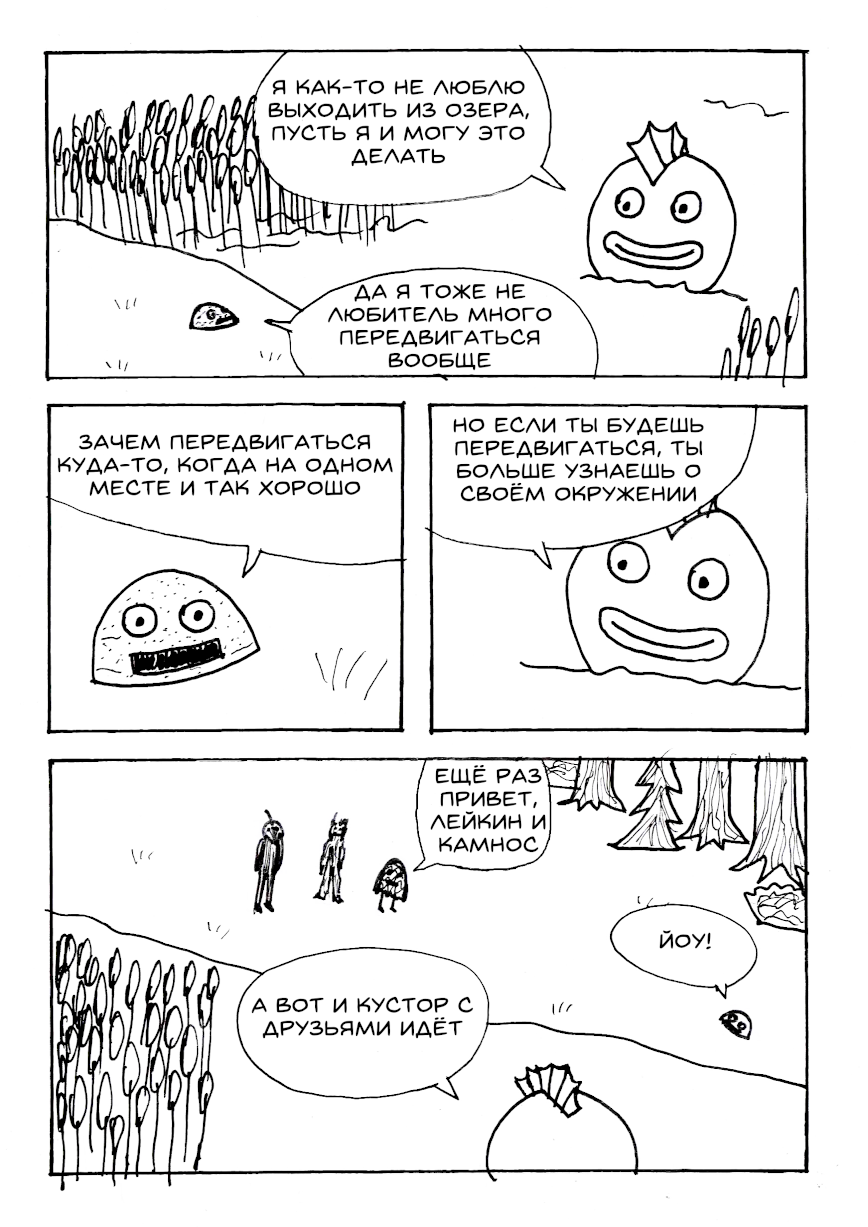 Я КАК-ТО НЕ ЛЮБЛЮ
ВЫХОДИТЬ ИЗ ОЗЕРА,
ПУСТЬ Я И МОГУ ЭТО
ДЕЛАТЬ
ДА Я ТОЖЕ НЕ
ЛЮБИТЕЛЬ МНОГО
ПЕРЕДВИГАТЬСЯ
ВООБЩЕ
ЗАЧЕМ ПЕРЕДВИГАТЬСЯ
КУДА-ТО, КОГДА НА ОДНОМ
МЕСТЕ И ТАК ХОРОШО
НО ЕСЛИ ТЫ БУДЕШЬ
ПЕРЕДВИГАТЬСЯ, ТЫ
БОЛЬШЕ УЗНАЕШЬ О
СВОЁМ ОКРУЖЕНИИ
ЕЩЁ РАЗ
ПРИВЕТ,
ЛЕЙКИН И
КАМНОС
ЙОУ!
А ВОТ И КУСТОР С
ДРУЗЬЯМИ ИДЁТ